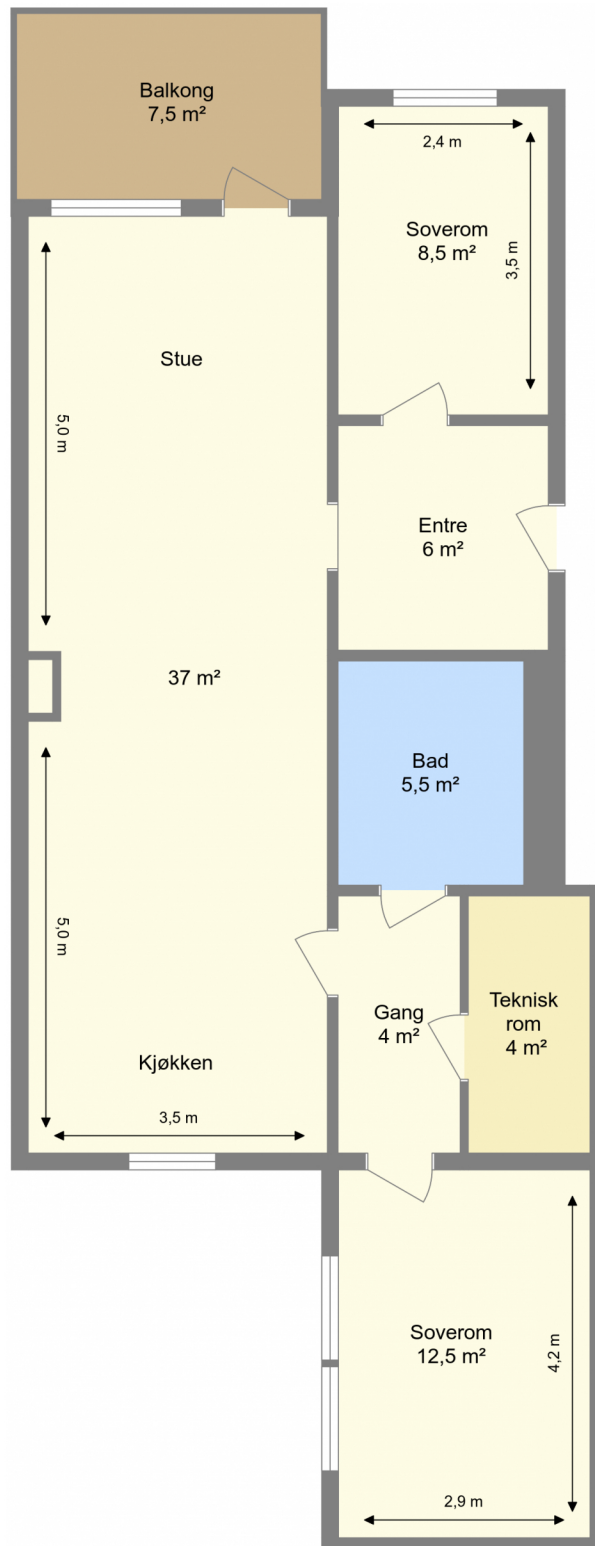 Balkong
7,5 m²
2,4 m
Soverom
8,5 m²
3,5 m
Stue
5,0 m
Entre
6 m²
37 m²
Bad
5,5 m²
5,0 m
Gang
4 m²
Teknisk
rom
4 m²
Kjøkken
3,5 m
Soverom
12,5 m²
4,2 m
2,9 m